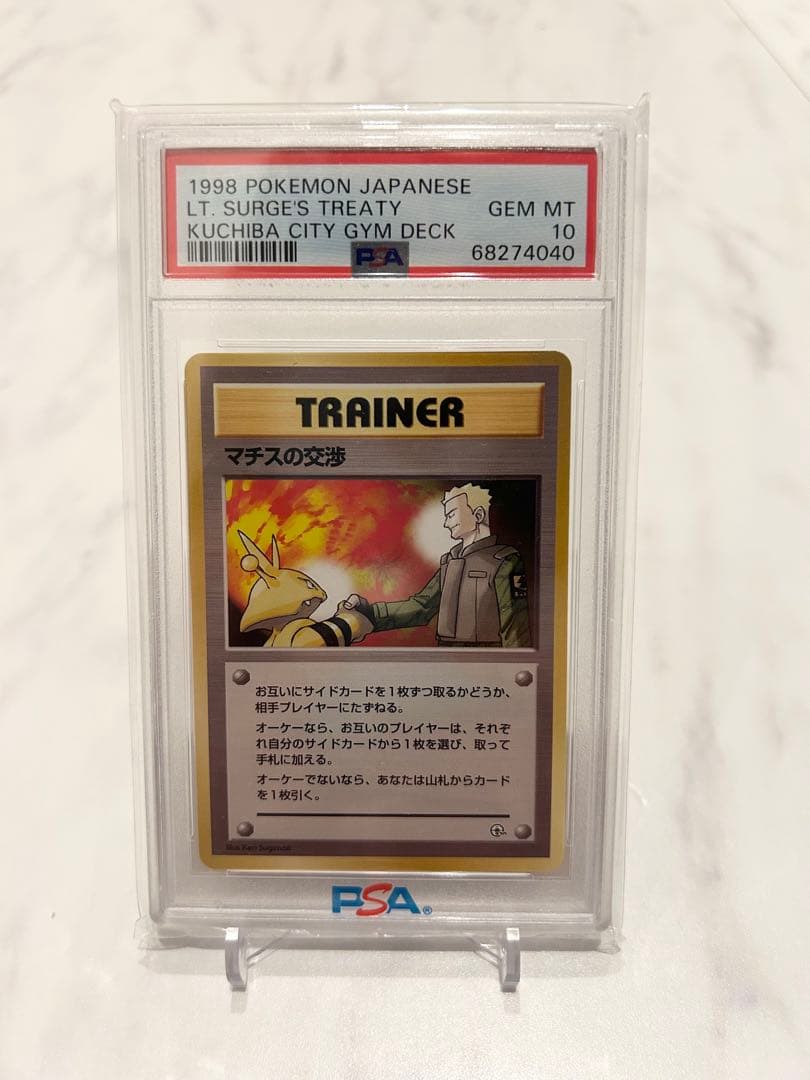 1998 POKEMON JAPANESE
LT. SURGE'S TREATY GEM MT
KUCHIBA CITY GYM DECK 10
PSA 68274040
TRAINER
マチスの交渉
お互いにサイドカードを1枚ずつ取るかどうか、
相手プレイヤーにたずねる。
オーケーなら、お互いのプレイヤーは、それぞ
れ自分のサイドカードから1枚を選び、取って
手札に加える。
オーケーでないなら、あなたは山札からカード
を1枚引く。
Illus. Ken Sugimori
PSA®